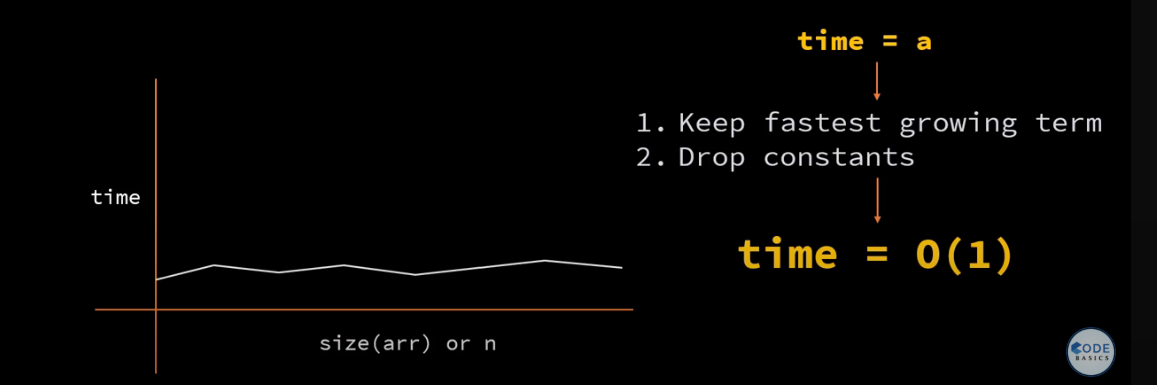 time = a
1. Keep fastest growing term
2. Drop constants
time = O(1)
time
size(arr) or n
CODE
BASICS